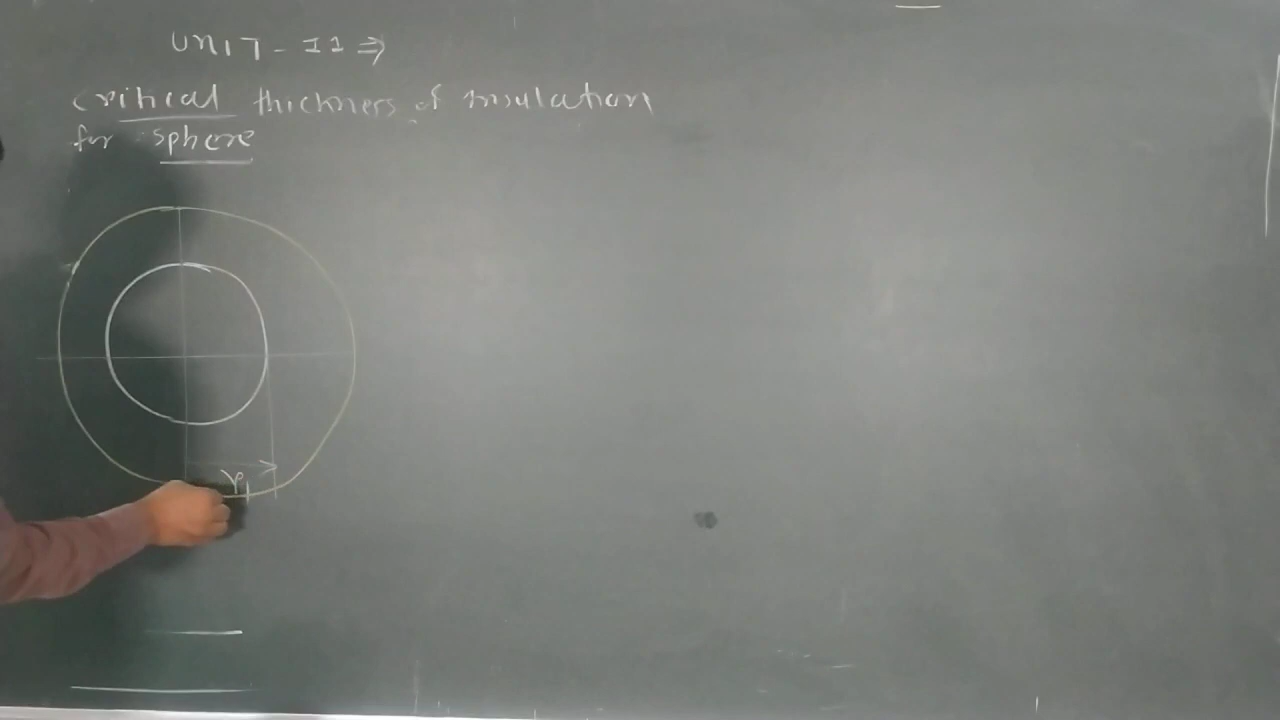 UNIT - II ⇒
critical thickness of insulation
for sphere
r1